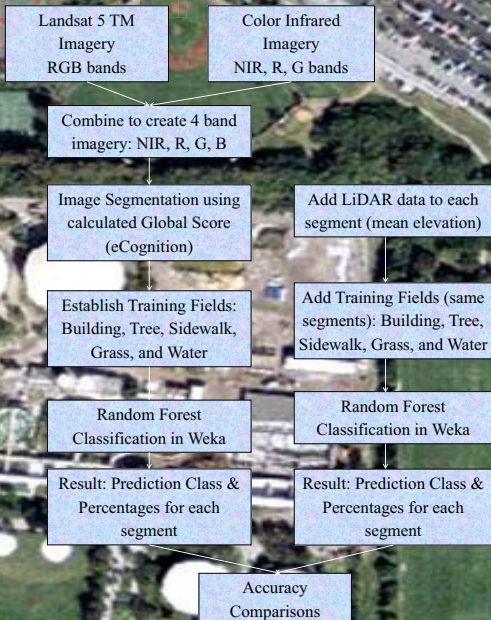 Landsat 5 TM
Imagery
RGB bands
Color Infrared
Imagery
NIR, R, G bands
Combine to create 4 band
imagery: NIR, R, G, B
Image Segmentation using
calculated Global Score
(eCognition)
Add LiDAR data to each
segment (mean elevation)
Establish Training Fields:
Building, Tree, Sidewalk,
Grass, and Water
Add Training Fields (same
segments): Building, Tree,
Sidewalk, Grass, and Water
Random Forest
Classification in Weka
Random Forest
Classification in Weka
Result: Prediction Class &
Percentages for each
segment
Result: Prediction Class &
Percentages for each
segment
Accuracy
Comparisons